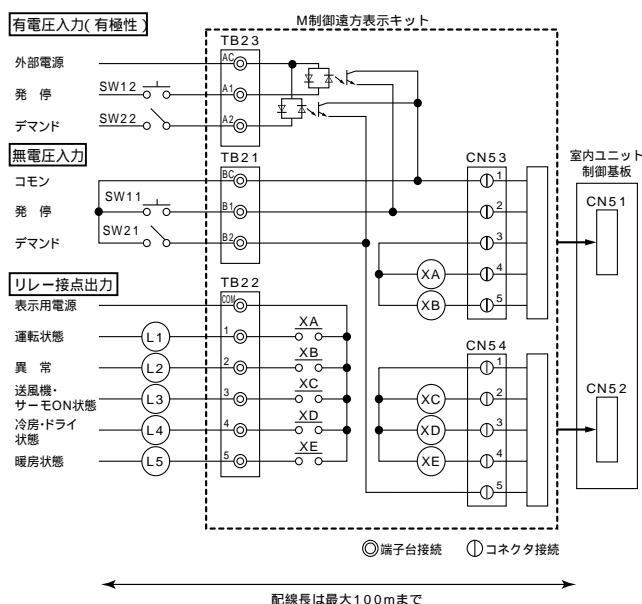 有電圧入力(有極性)
M制御遠方表示キット
TB23
外部電源
AC
発 停
SW12
A1
デマンド
SW22
A2
無電圧入力
TB21
CN53
室内ユニット
制御基板
コモン
BC
1
CN51
発 停
SW11
B1
2
デマンド
SW21
B2
3
XA
4
リレー接点出力
TB22
XB
5
表示用電源
COM
運転状態
L1
1
XA
CN54
異 常
L2
2
XB
1
送風機・
サーモON状態
L3
3
XC
XC
2
CN52
冷房・ドライ
状態
L4
4
XD
XD
3
暖房状態
L5
5
XE
XE
4
5
端子台接続
コネクタ接続
配線長は最大100mまで